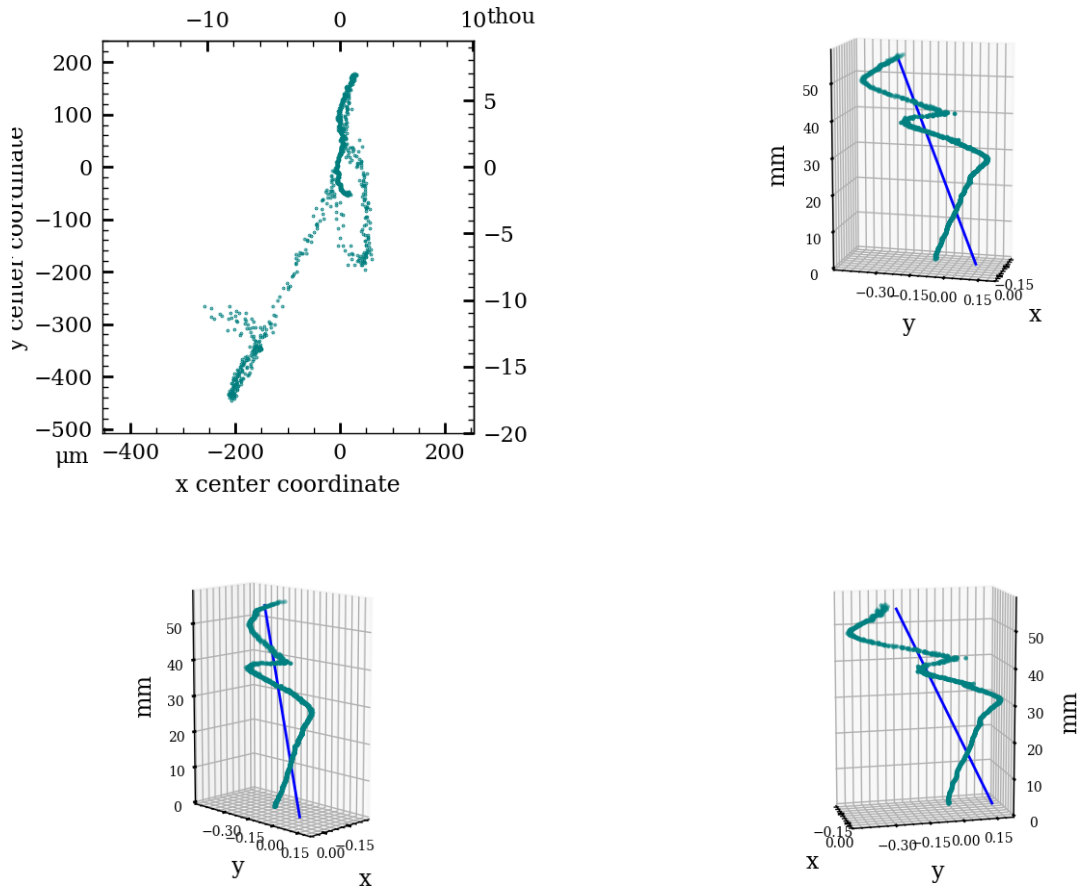 −10 0 10 thou
200
100
0
−100
−200
−300
−400
−500
5
0
−5
−10
−15
−20
y center coordinate
μm −400 −200 0 200
x center coordinate
50
40
30
20
10
0
mm
−0.30 −0.15 0.00 0.15
y
−0.15
0.00
x
50
40
30
20
10
0
mm
−0.30
−0.15
0.00
0.15
y
0.00
−0.15
x
50
40
30
20
10
0
mm
−0.15
0.00
x
−0.30 −0.15 0.00 0.15
y